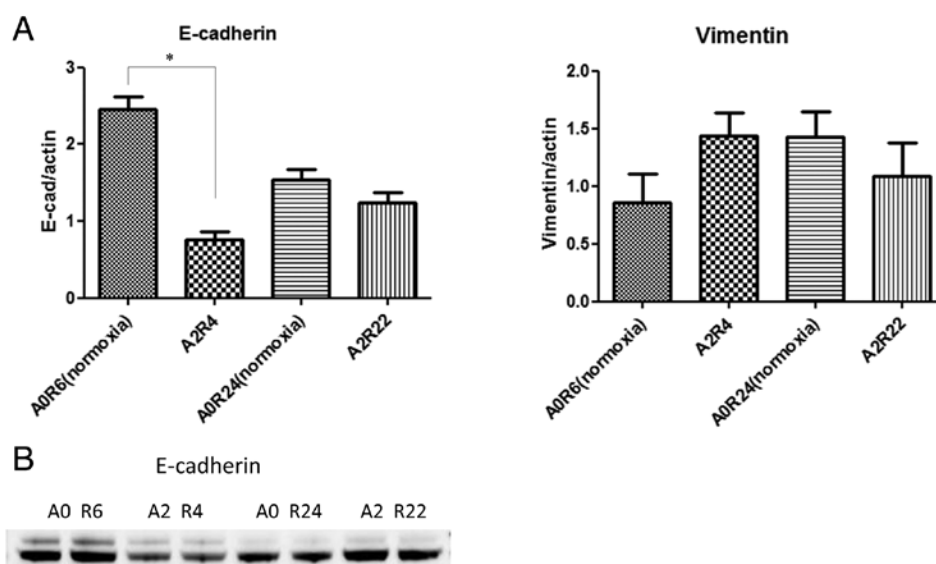 A
E-cadherin
*
E-cad/actin
3
2
1
0
A0R6(normoxia)
A2R4
A0R24(normoxia)
A2R22
Vimentin
Vimentin/actin
2.0
1.5
1.0
0.5
0.0
A0R6(normoxia)
A2R4
A0R24(normoxia)
A2R22
B
E-cadherin
A0 R6 A2 R4 A0 R24 A2 R22